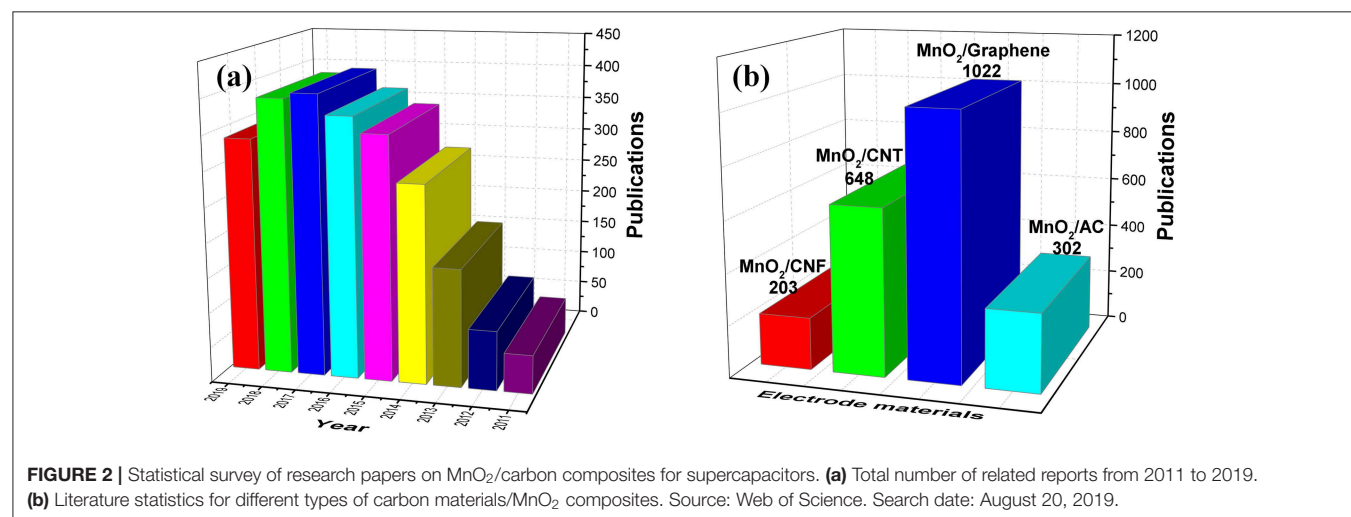 (a)
450
400
350
300
250
200
150
100
50
0
Publications
2019
2018
2017
2016
2015
2014
2013
2012
2011
Year
(b)
MnO₂/CNF
203
MnO₂/CNT
648
MnO₂/Graphene
1022
MnO₂/AC
302
1200
1000
800
600
400
200
0
Publications
Electrode materials
FIGURE 2 | Statistical survey of research papers on MnO₂/carbon composites for supercapacitors. (a) Total number of related reports from 2011 to 2019.
(b) Literature statistics for different types of carbon materials/MnO₂ composites. Source: Web of Science. Search date: August 20, 2019.